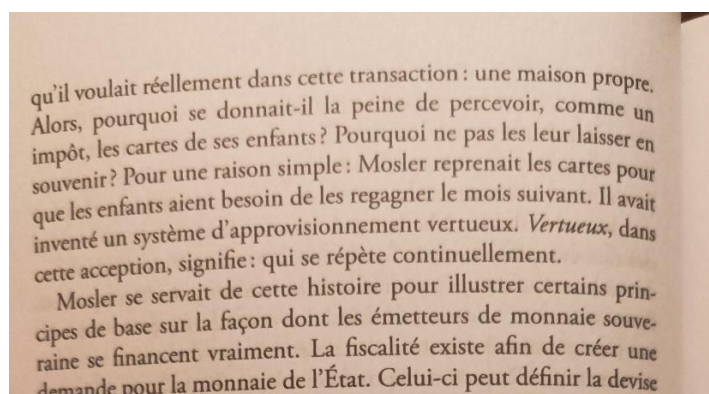 qu'il voulait réellement dans cette transaction : une maison propre.
Alors, pourquoi se donnait-il la peine de percevoir, comme un
impôt, les cartes de ses enfants ? Pourquoi ne pas les leur laisser en
souvenir ? Pour une raison simple : Mosler reprenait les cartes pour
que les enfants aient besoin de les regagner le mois suivant. Il avait
inventé un système d'approvisionnement vertueux. Vertueux, dans
cette acception, signifie : qui se répète continuellement.
Mosler se servait de cette histoire pour illustrer certains prin-
cipes de base sur la façon dont les émetteurs de monnaie souve-
raine se financent vraiment. La fiscalité existe afin de créer une
demande pour la monnaie de l'État. Celui-ci peut définir la devise